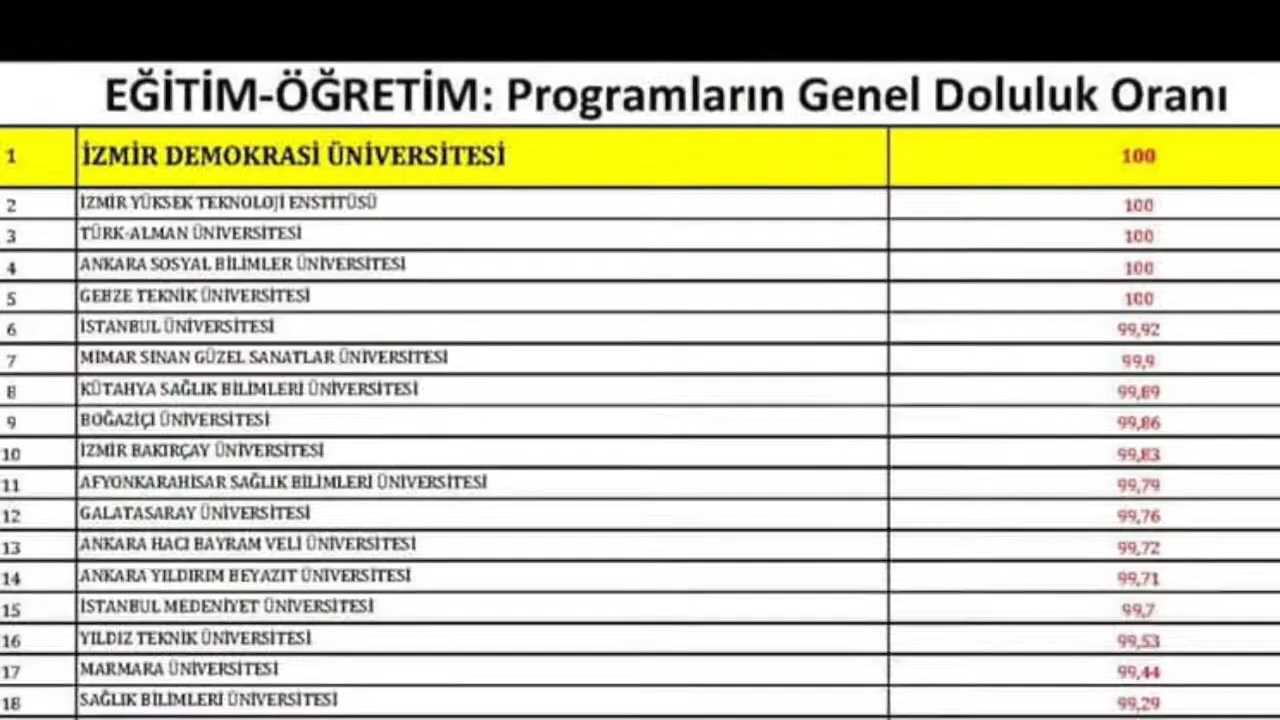 EĞİTİM-ÖĞRETİM: Programların Genel Doluluk Oranı
1 İZMİR DEMOKRASİ ÜNİVERSİTESİ 100
2 İZMİR YÜKSEK TEKNOLOJİ ENSTİTÜSÜ 100
3 TÜRK-ALMAN ÜNİVERSİTESİ 100
4 ANKARA SOSYAL BİLİMLER ÜNİVERSİTESİ 100
5 GEBZE TEKNİK ÜNİVERSİTESİ 100
6 İSTANBUL ÜNİVERSİTESİ 99,92
7 MİMAR SİNAN GÜZEL SANATLAR ÜNİVERSİTESİ 99,9
8 KÜTAHYA SAĞLIK BİLİMLERİ ÜNİVERSİTESİ 99,89
9 BOĞAZİÇİ ÜNİVERSİTESİ 99,86
10 İZMİR BAKIRÇAY ÜNİVERSİTESİ 99,83
11 AFYONKARAHİSAR SAĞLIK BİLİMLERİ ÜNİVERSİTESİ 99,79
12 GALATASARAY ÜNİVERSİTESİ 99,76
13 ANKARA HACI BAYRAM VELİ ÜNİVERSİTESİ 99,72
14 ANKARA YILDIRIM BEYAZIT ÜNİVERSİTESİ 99,71
15 İSTANBUL MEDENİYET ÜNİVERSİTESİ 99,7
16 YILDIZ TEKNİK ÜNİVERSİTESİ 99,53
17 MARMARA ÜNİVERSİTESİ 99,44
18 SAĞLIK BİLİMLERİ ÜNİVERSİTESİ 99,29